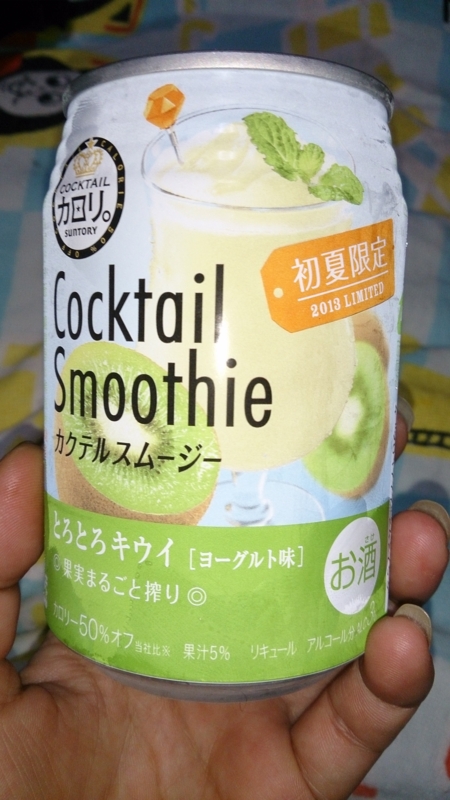 COCKTAIL
カロリ。
SUNTORY
初夏限定
2013 LIMITED
Cocktail
Smoothie
カクテルスムージー
とろとろキウイ [ヨーグルト味]
◎果実まるごと搾り◎
お酒
カロリー50%オフ 当社比※ 果汁5% リキュール アルコール分